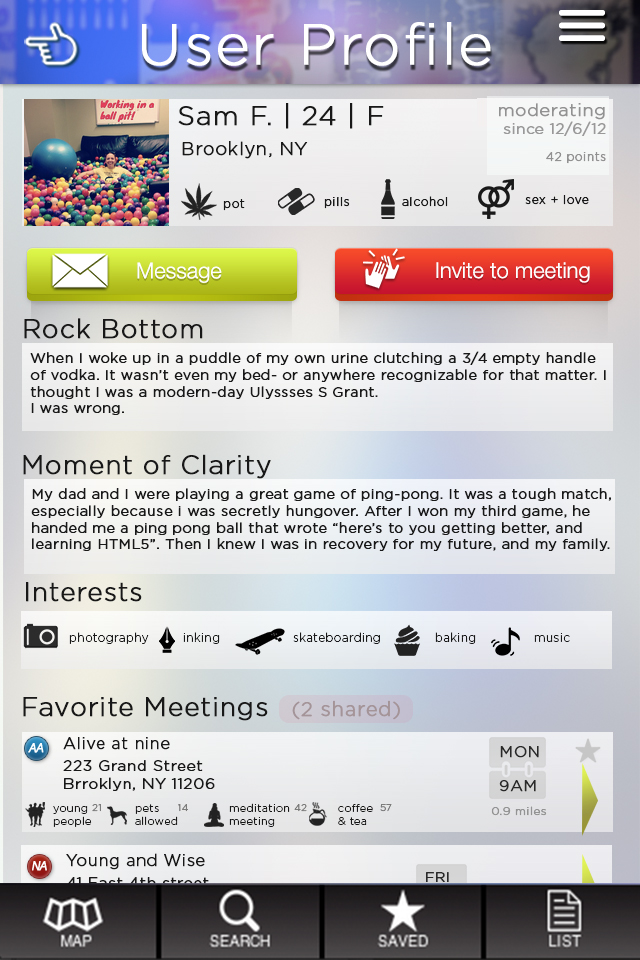 User Profile
Working in a
ball pit!
Sam F. | 24 | F
Brooklyn, NY
moderating
since 12/6/12
42 points
pot
pills
alcohol
sex + love
Message
Invite to meeting
Rock Bottom
When I woke up in a puddle of my own urine clutching a 3/4 empty handle
of vodka. It wasn't even my bed- or anywhere recognizable for that matter. I
thought I was a modern-day Ulyssses S Grant.
I was wrong.
Moment of Clarity
My dad and I were playing a great game of ping-pong. It was a tough match,
especially because i was secretly hungover. After I won my third game, he
handed me a ping pong ball that wrote “here's to you getting better, and
learning HTML5”. Then I knew I was in recovery for my future, and my family.
Interests
photography
inking
skateboarding
baking
music
Favorite Meetings (2 shared)
AA
Alive at nine
223 Grand Street
Brroklyn, NY 11206
MON
9AM
0.9 miles
young 21
people
pets 14
allowed
meditation 42
meeting
coffee 57
& tea
NA
Young and Wise
41 East 4th street
FRI
MAP
SEARCH
SAVED
LIST